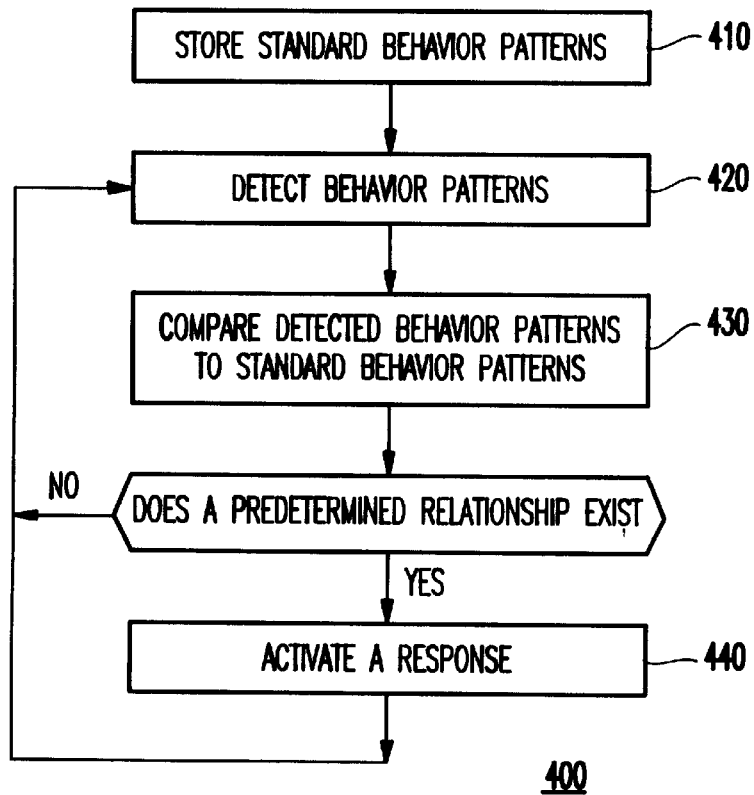 STORE STANDARD BEHAVIOR PATTERNS
410
DETECT BEHAVIOR PATTERNS
420
COMPARE DETECTED BEHAVIOR PATTERNS
TO STANDARD BEHAVIOR PATTERNS
430
NO
DOES A PREDETERMINED RELATIONSHIP EXIST
YES
ACTIVATE A RESPONSE
440
400